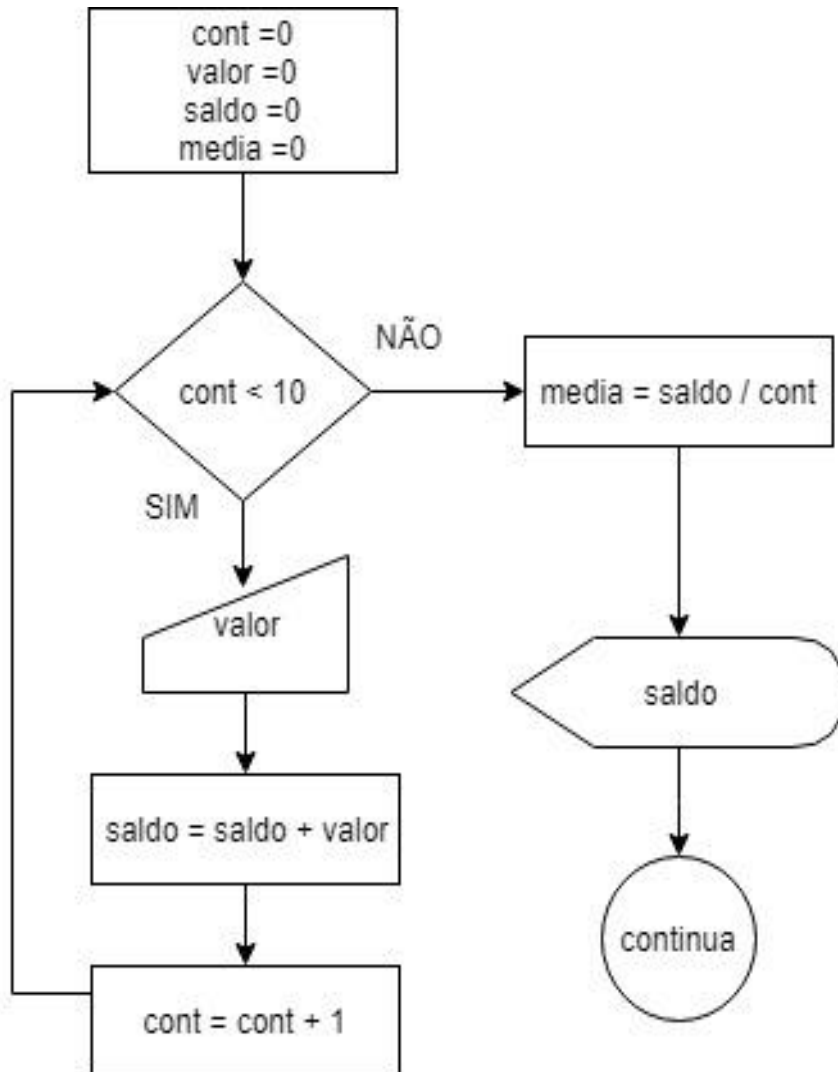 cont =0
valor =0
saldo =0
media =0
NÃO
cont < 10
media = saldo / cont
SIM
valor
saldo
saldo = saldo + valor
continua
cont = cont + 1